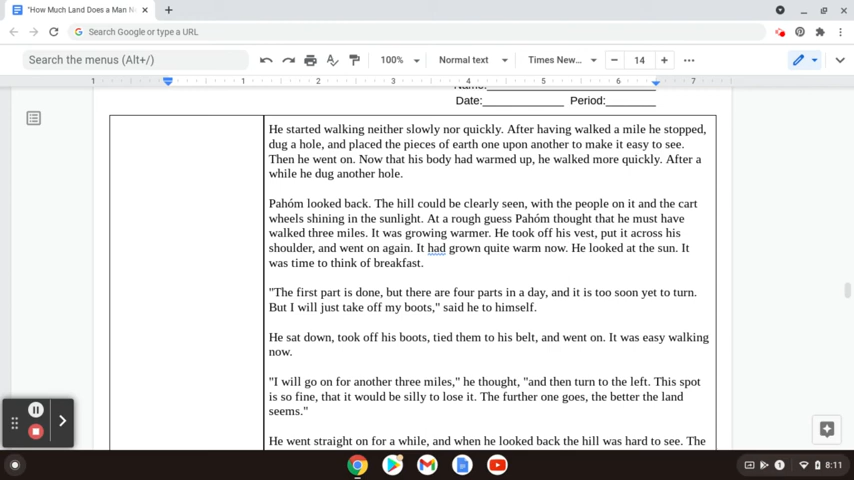 "How Much Land Does a Man N
Search Google or type a URL
Search the menus (Alt+/)
100%
Normal text
Times New...
14
1 1 2 3 4 5 6 7
Date:_____________ Period:________
He started walking neither slowly nor quickly. After having walked a mile he stopped,
dug a hole, and placed the pieces of earth one upon another to make it easy to see.
Then he went on. Now that his body had warmed up, he walked more quickly. After a
while he dug another hole.
Pahóm looked back. The hill could be clearly seen, with the people on it and the cart
wheels shining in the sunlight. At a rough guess Pahóm thought that he must have
walked three miles. It was growing warmer. He took off his vest, put it across his
shoulder, and went on again. It had grown quite warm now. He looked at the sun. It
was time to think of breakfast.
"The first part is done, but there are four parts in a day, and it is too soon yet to turn.
But I will just take off my boots," said he to himself.
He sat down, took off his boots, tied them to his belt, and went on. It was easy walking
now.
"I will go on for another three miles," he thought, "and then turn to the left. This spot
is so fine, that it would be silly to lose it. The further one goes, the better the land
seems."
He went straight on for a while, and when he looked back the hill was hard to see. The
1
8:11